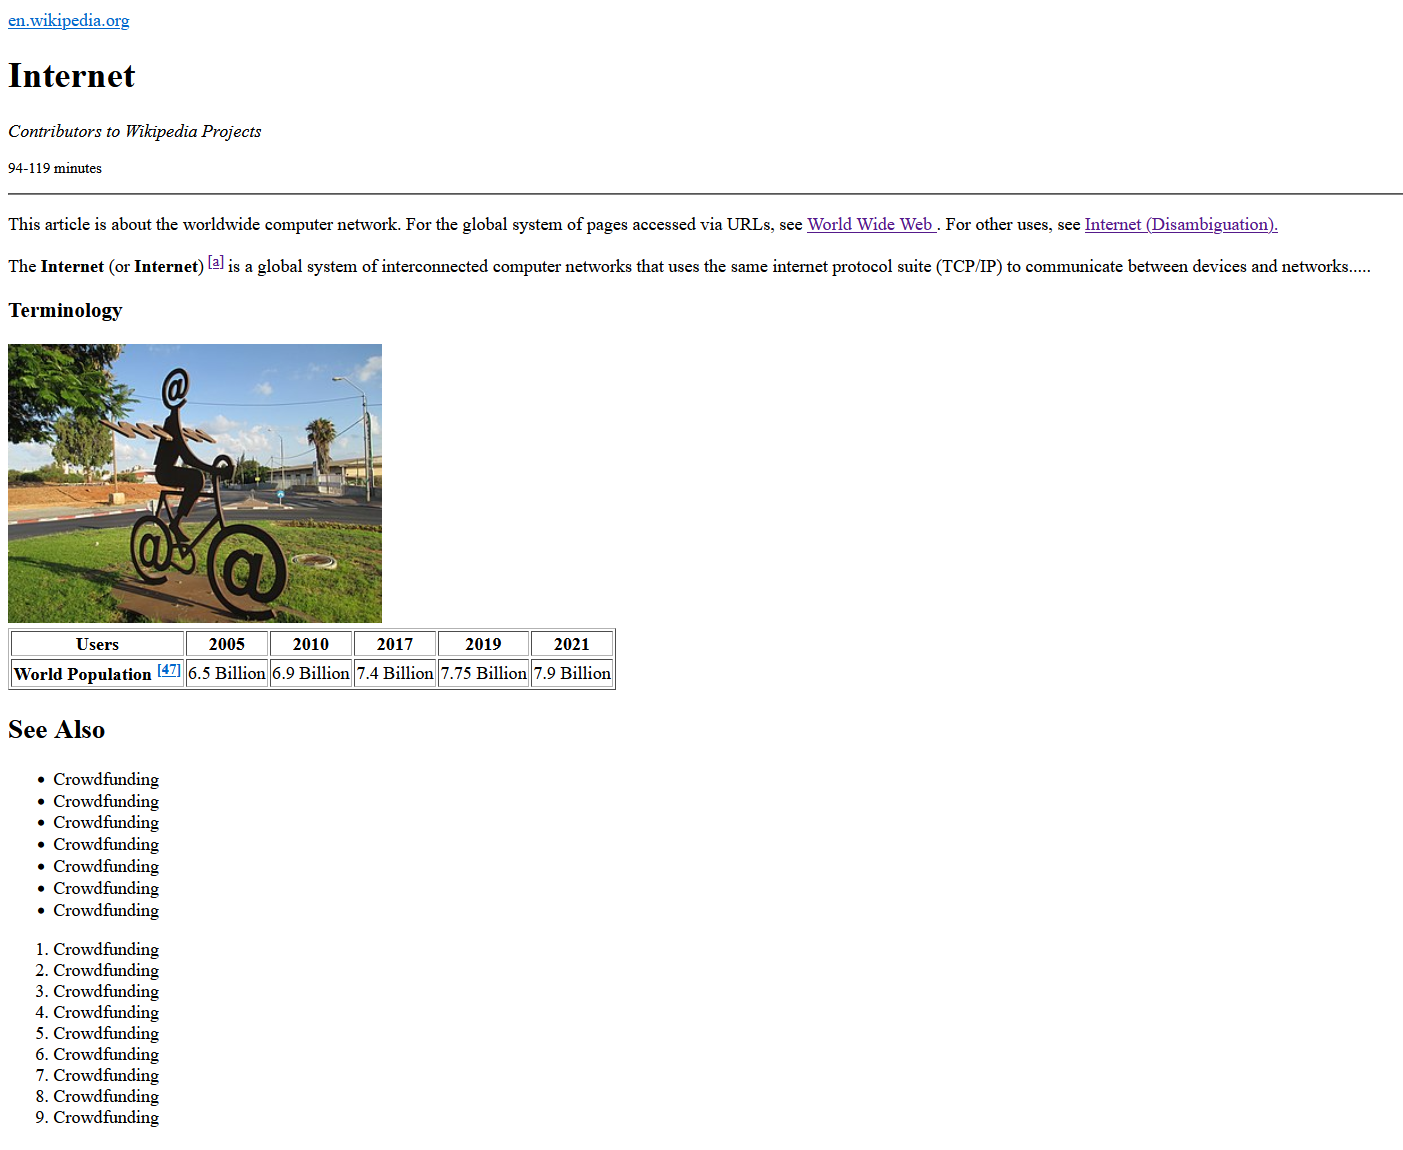 en.wikipedia.org
Internet
Contributors to Wikipedia Projects
94-119 minutes
This article is about the worldwide computer network. For the global system of pages accessed via URLs, see World Wide Web . For other uses, see Internet (Disambiguation).
The Internet (or Internet) [a] is a global system of interconnected computer networks that uses the same internet protocol suite (TCP/IP) to communicate between devices and networks.....
Terminology
@
@ @
Users 2005 2010 2017 2019 2021
World Population [47] 6.5 Billion 6.9 Billion 7.4 Billion 7.75 Billion 7.9 Billion
See Also
• Crowdfunding
• Crowdfunding
• Crowdfunding
• Crowdfunding
• Crowdfunding
• Crowdfunding
• Crowdfunding
1. Crowdfunding
2. Crowdfunding
3. Crowdfunding
4. Crowdfunding
5. Crowdfunding
6. Crowdfunding
7. Crowdfunding
8. Crowdfunding
9. Crowdfunding